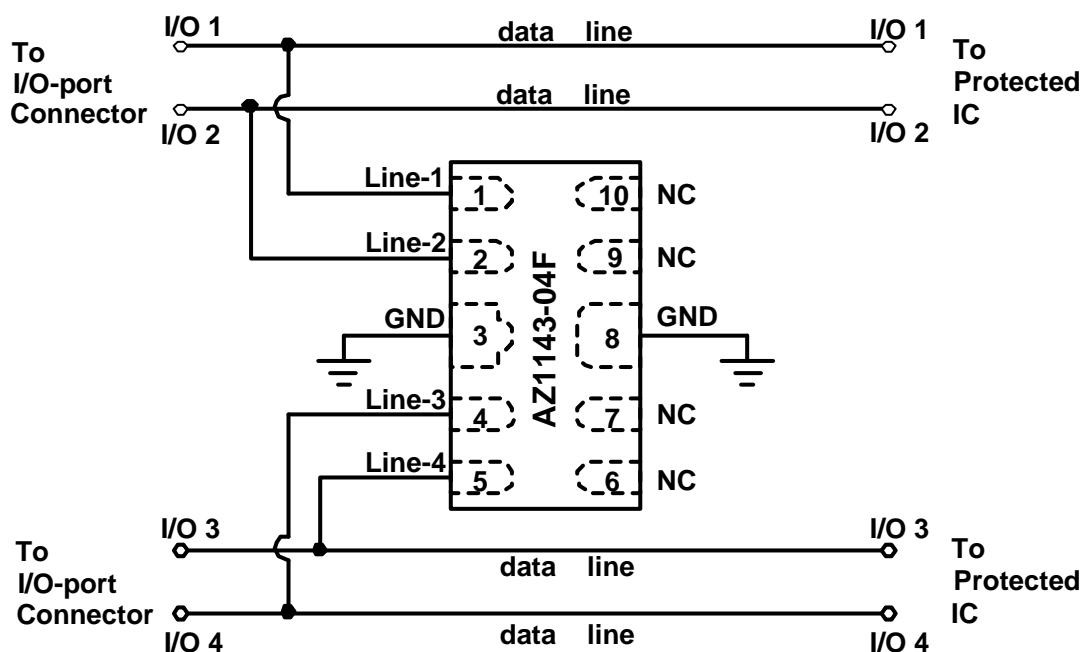 I/O 1
data line
I/O 1
To
I/O-port
Connector
To
Protected
IC
data line
I/O 2
I/O 2
Line-1
1
10
NC
Line-2
2
9
NC
GND
3
8
GND
AZ1143-04F
Line-3
4
7
NC
Line-4
5
6
NC
I/O 3
I/O 3
To
I/O-port
Connector
data line
To
Protected
IC
I/O 4
data line
I/O 4